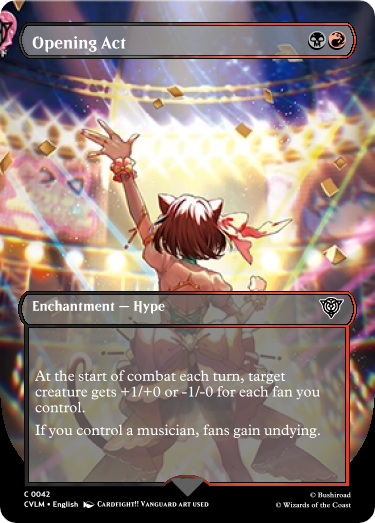 Opening Act
Enchantment — Hype
At the start of combat each turn, target
creature gets +1/+0 or -1/-0 for each fan you
control.
If you control a musician, fans gain undying.
C 0042
CVLM • English CARDFIGHT!! VANGUARD ART USED
© Bushiroad
© Wizards of the Coast